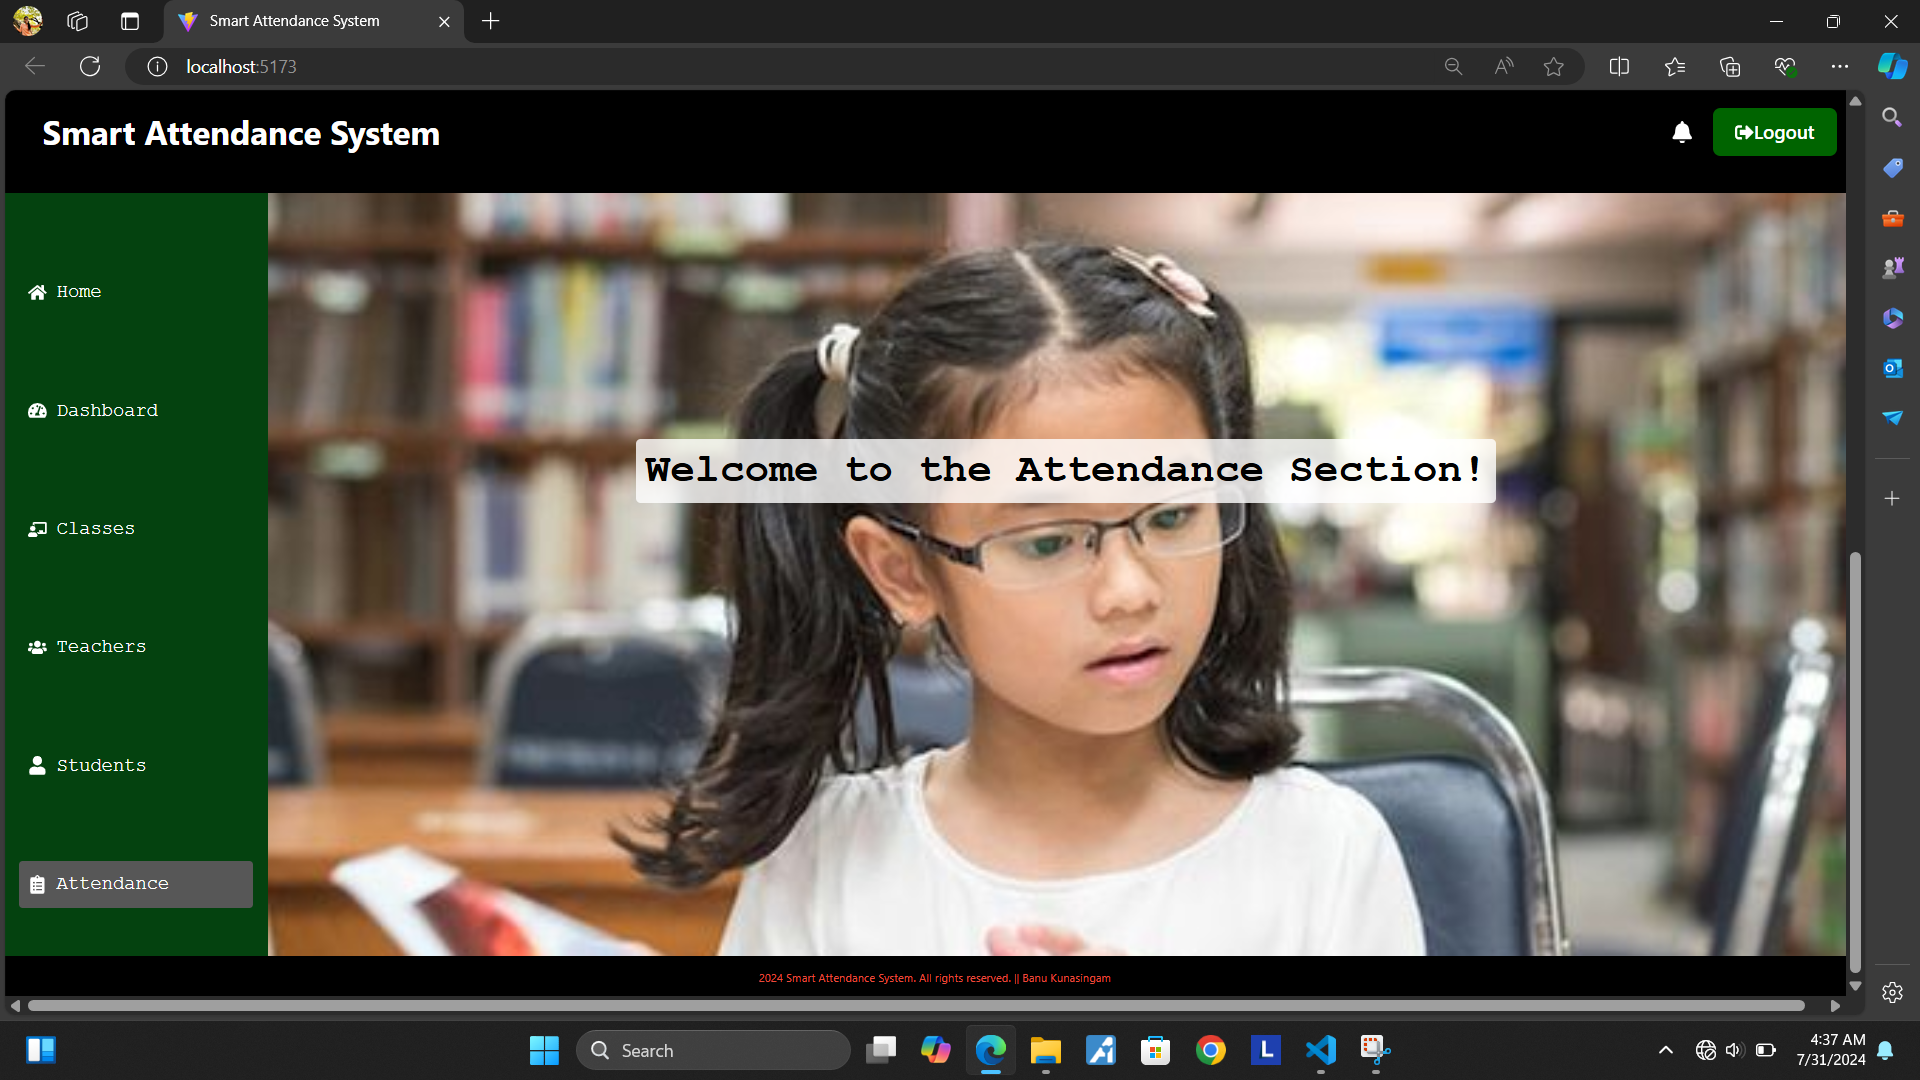 Smart Attendance System
localhost:5173
Smart Attendance System
Logout
Home
Dashboard
Classes
Teachers
Students
Attendance
Welcome to the Attendance Section!
2024 Smart Attendance System. All rights reserved. || Banu Kunasingam
Search
L
4:37 AM
7/31/2024